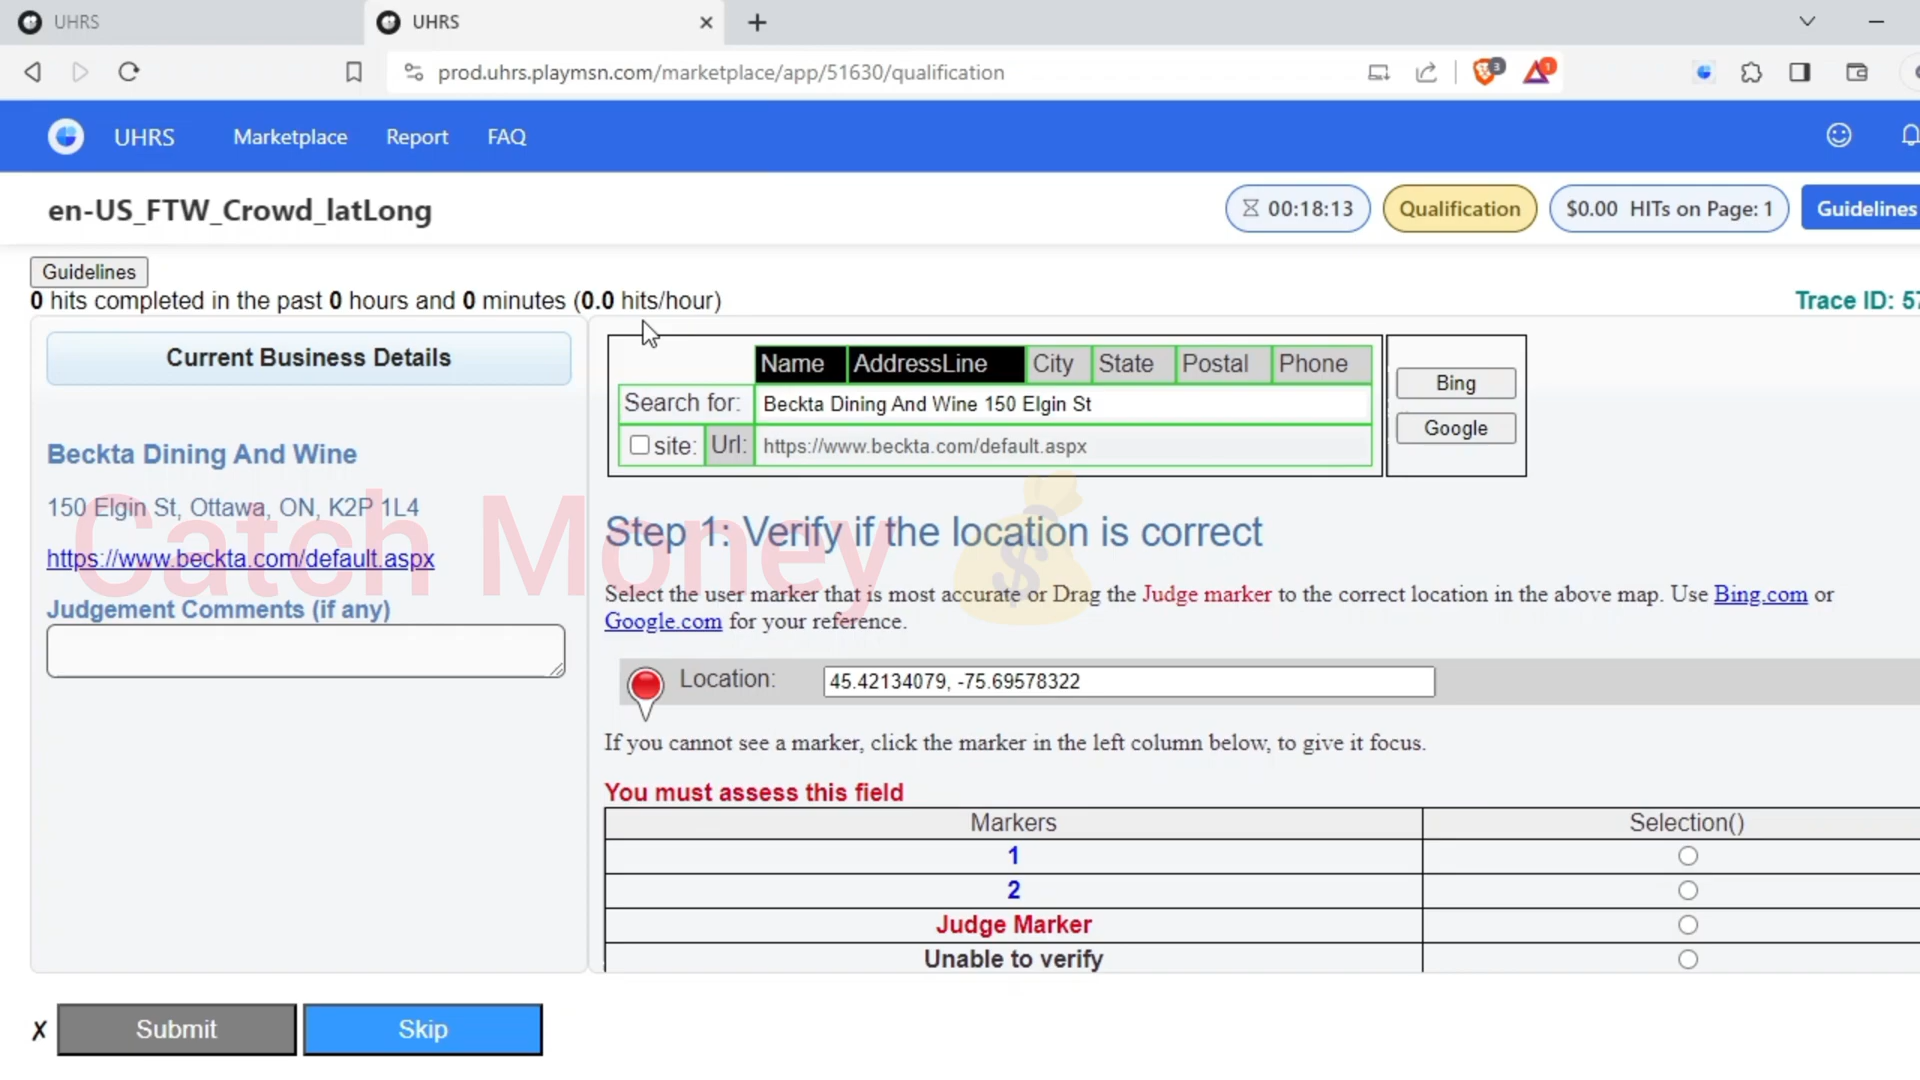 UHRS
UHRS
prod.uhrs.playmsn.com/marketplace/app/51630/qualification
3
1
UHRS Marketplace Report FAQ
en-US_FTW_Crowd_latLong
00:18:13
Qualification
$0.00 HITs on Page: 1
Guidelines
Guidelines
0 hits completed in the past 0 hours and 0 minutes (0.0 hits/hour)
Trace ID: 57
Current Business Details
Beckta Dining And Wine
150 Elgin St, Ottawa, ON, K2P 1L4
https://www.beckta.com/default.aspx
Judgement Comments (if any)
Name AddressLine City State Postal Phone
Search for: Beckta Dining And Wine 150 Elgin St
site: Url: https://www.beckta.com/default.aspx
Bing
Google
Catch Money
Step 1: Verify if the location is correct
Select the user marker that is most accurate or Drag the Judge marker to the correct location in the above map. Use Bing.com or
Google.com for your reference.
Location: 45.42134079, -75.69578322
If you cannot see a marker, click the marker in the left column below, to give it focus.
You must assess this field
Markers Selection()
1
2
Judge Marker
Unable to verify
✗ Submit Skip